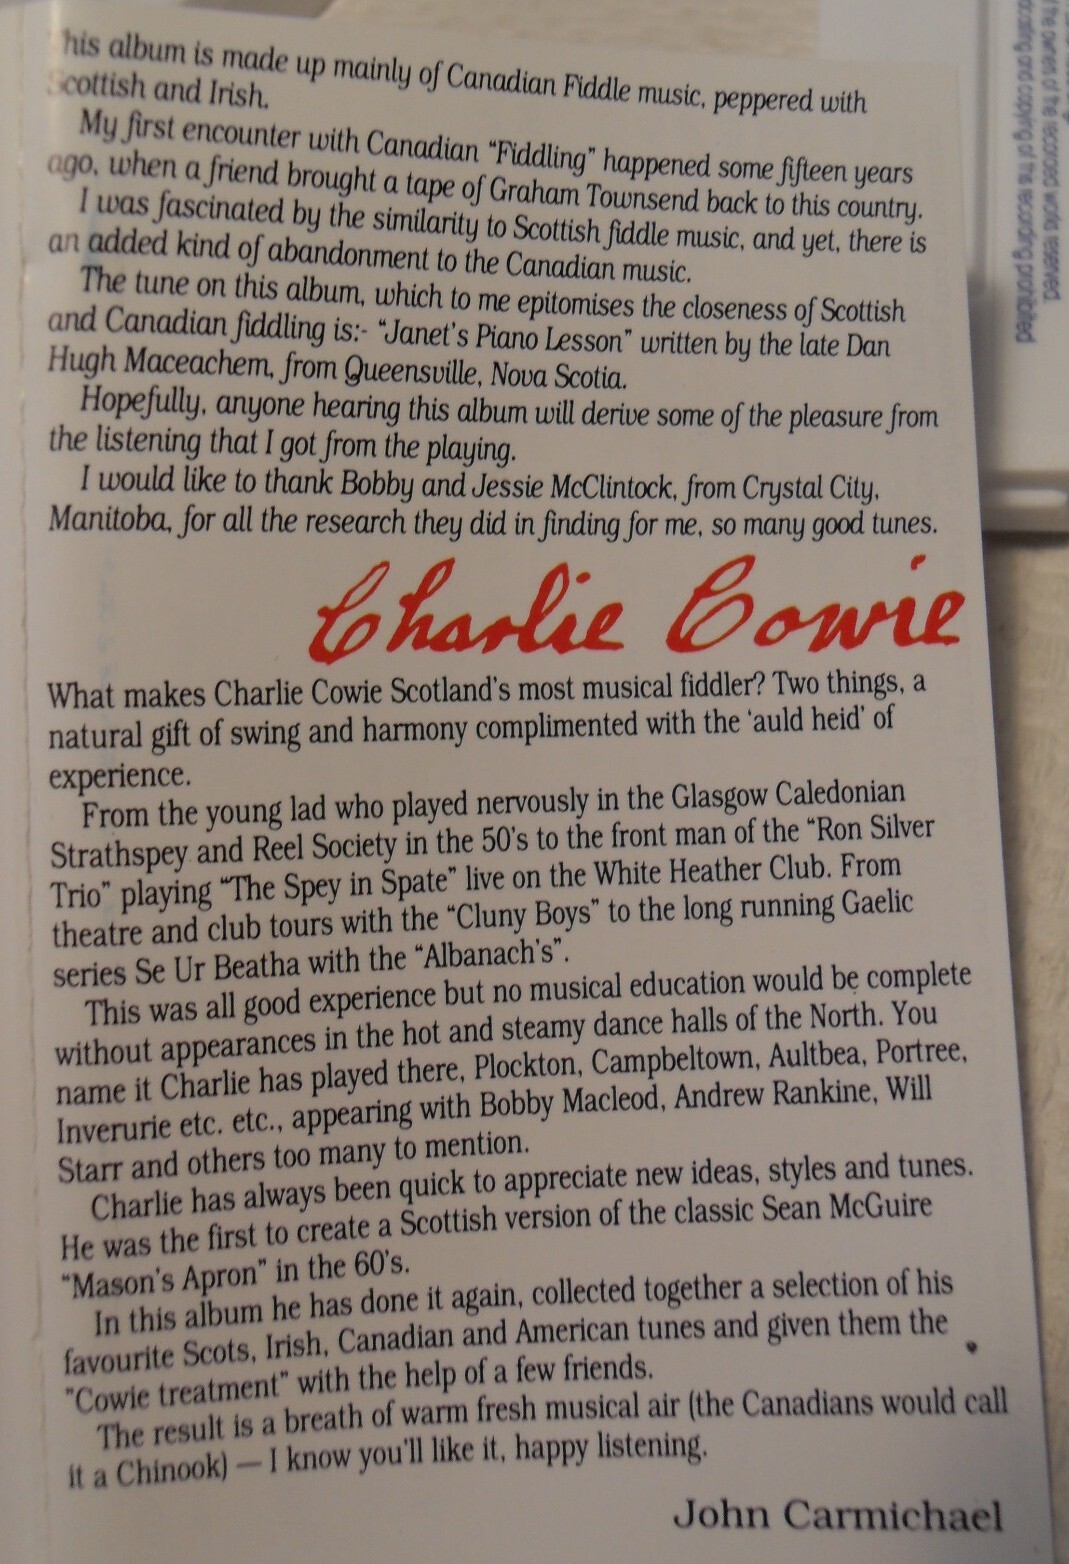 his album is made up mainly of Canadian Fiddle music, peppered with
Scottish and Irish.
My first encounter with Canadian “Fiddling” happened some fifteen years
ago, when a friend brought a tape of Graham Townsend back to this country.
I was fascinated by the similarity to Scottish fiddle music, and yet, there is
an added kind of abandonment to the Canadian music.
The tune on this album, which to me epitomises the closeness of Scottish
and Canadian fiddling is:- “Janet's Piano Lesson” written by the late Dan
Hugh Maceachem, from Queensville, Nova Scotia.
Hopefully, anyone hearing this album will derive some of the pleasure from
the listening that I got from the playing.
I would like to thank Bobby and Jessie McClintock, from Crystal City,
Manitoba, for all the research they did in finding for me, so many good tunes.
Charlie Cowie
What makes Charlie Cowie Scotland's most musical fiddler? Two things, a
natural gift of swing and harmony complimented with the ‘auld heid’ of
experience.
From the young lad who played nervously in the Glasgow Caledonian
Strathspey and Reel Society in the 50's to the front man of the “Ron Silver
Trio” playing “The Spey in Spate” live on the White Heather Club. From
theatre and club tours with the “Cluny Boys” to the long running Gaelic
series Se Ur Beatha with the “Albanach's”.
This was all good experience but no musical education would be complete
without appearances in the hot and steamy dance halls of the North. You
name it Charlie has played there, Plockton, Campbeltown, Aultbea, Portree,
Inverurie etc. etc., appearing with Bobby Macleod, Andrew Rankine, Will
Starr and others too many to mention.
Charlie has always been quick to appreciate new ideas, styles and tunes.
He was the first to create a Scottish version of the classic Sean McGuire
“Mason's Apron” in the 60's.
In this album he has done it again, collected together a selection of his
favourite Scots, Irish, Canadian and American tunes and given them the
"Cowie treatment" with the help of a few friends.
The result is a breath of warm fresh musical air (the Canadians would call
it a Chinook) — I know you'll like it, happy listening.
John Carmichael
the owner of the recorded works reserved.
and copying of the recording prohibited